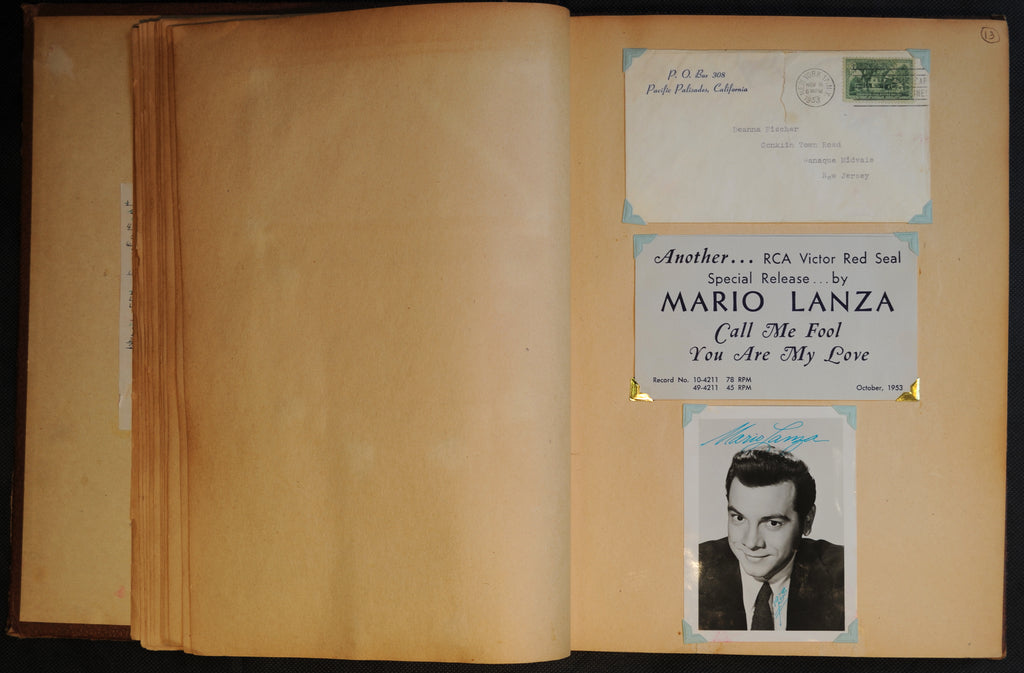 13
P. O. Box 308
Pacific Palisades, California
1953
Deanna Fischer
Conklin Town Road
Wanaque Midvale
New Jersey
Another... RCA Victor Red Seal
Special Release...by
MARIO LANZA
Call Me Fool
You Are My Love
Record No. 10-4211 78 RPM
49-4211 45 RPM
October, 1953
Mario Lanza